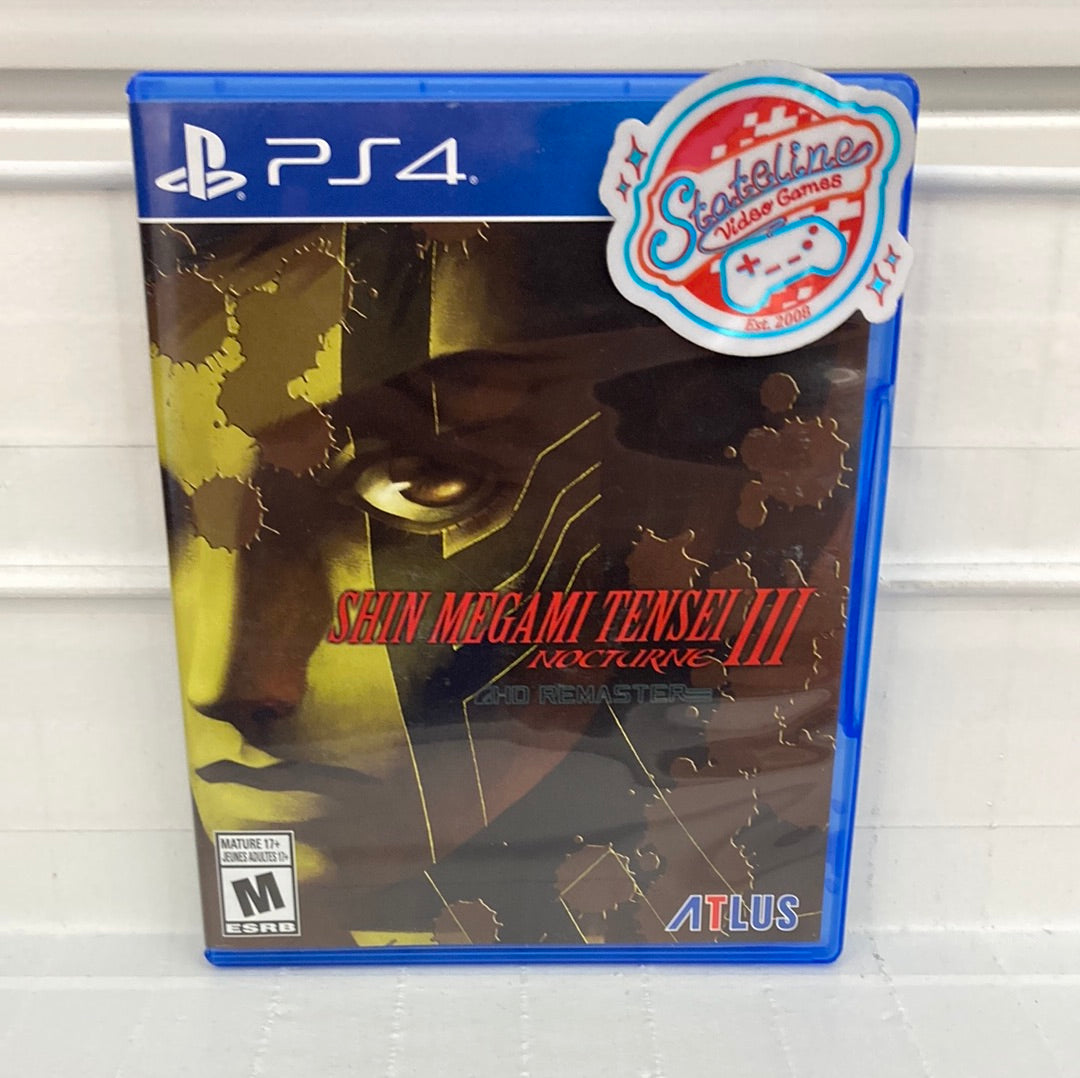 PS4
Stateline
Video Games
Est. 2008
SHIN MEGAMI TENSEI III
NOCTURNE
HD REMASTER
MATURE 17+
JEUNES ADULTES 17+
M
ESRB
ATLUS